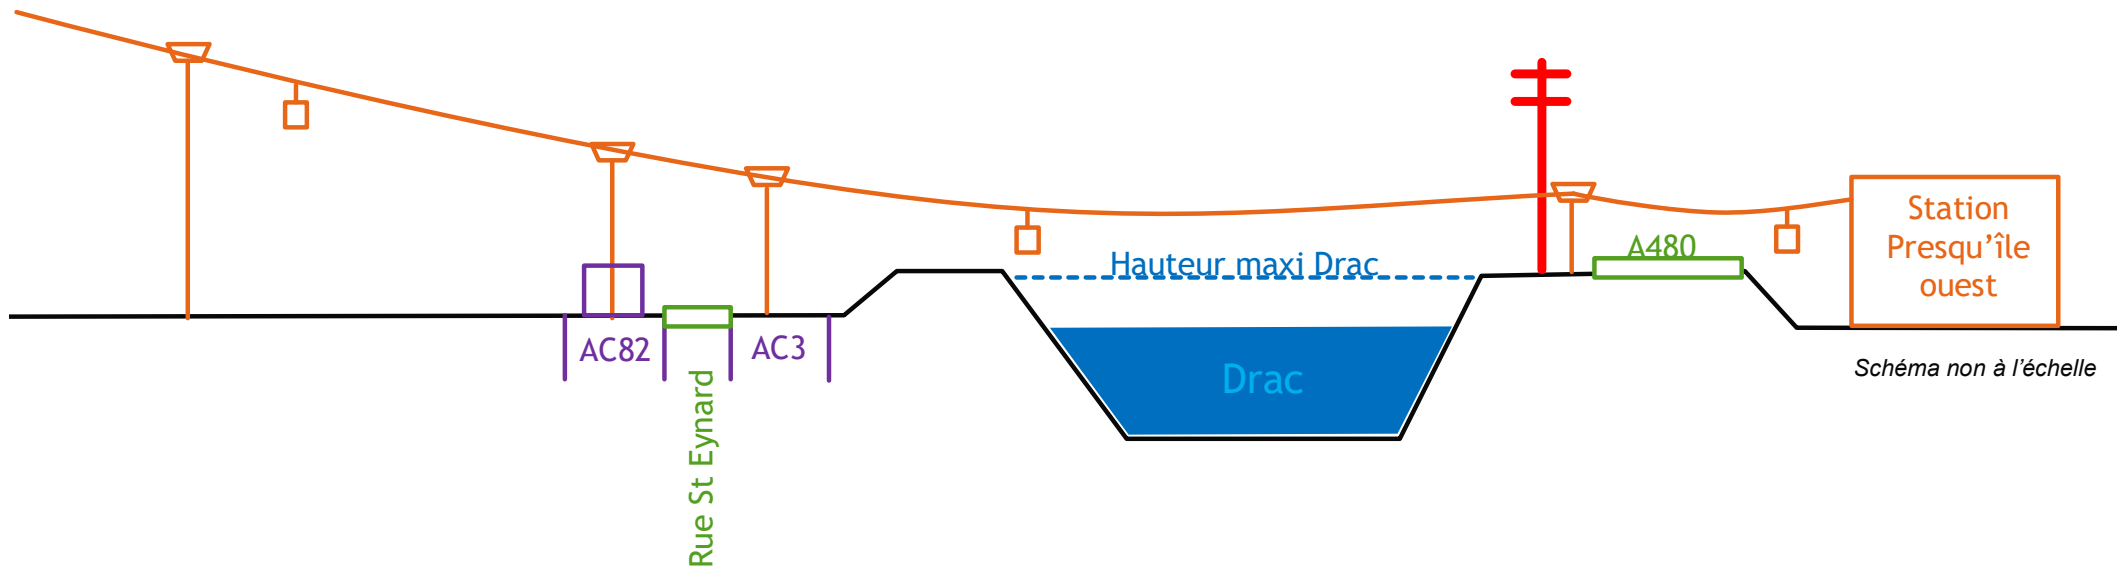 Hauteur maxi Drac
A480
Station
Presqu’île
ouest
AC82
AC3
Rue St Eynard
Drac
Schéma non à l’échelle